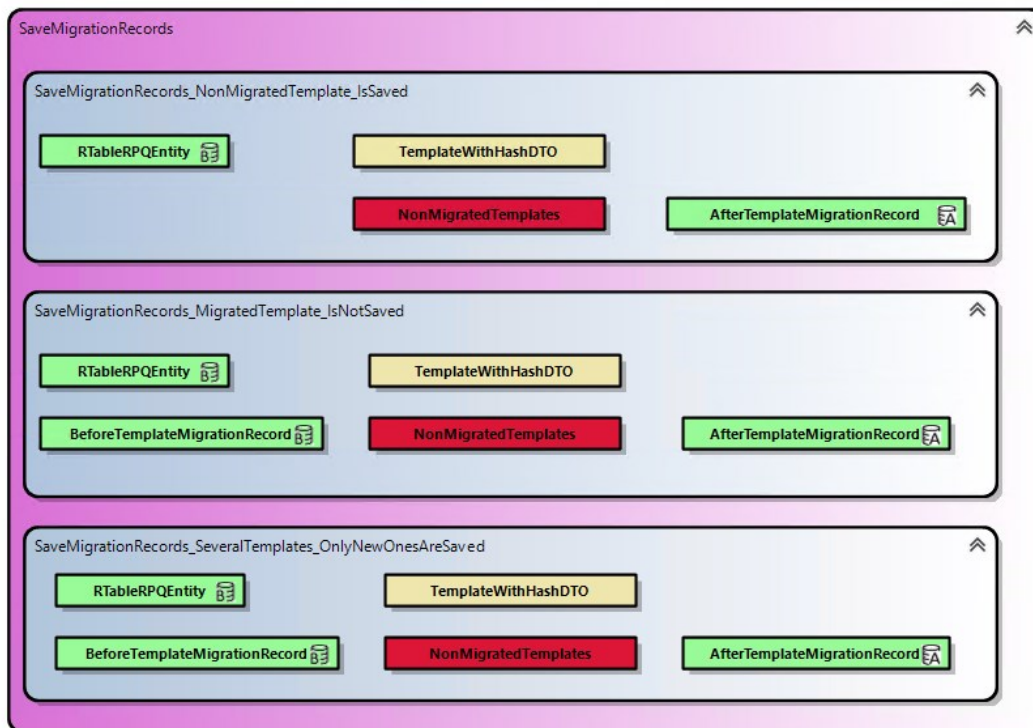 SaveMigrationRecords
SaveMigrationRecords_NonMigratedTemplate_IsSaved
RTableRPQEntity B
TemplateWithHashDTO
NonMigratedTemplates
AfterTemplateMigrationRecord A
SaveMigrationRecords_MigratedTemplate_IsNotSaved
RTableRPQEntity B
TemplateWithHashDTO
BeforeTemplateMigrationRecord B
NonMigratedTemplates
AfterTemplateMigrationRecord A
SaveMigrationRecords_SeveralTemplates_OnlyNewOnesAreSaved
RTableRPQEntity B
TemplateWithHashDTO
BeforeTemplateMigrationRecord B
NonMigratedTemplates
AfterTemplateMigrationRecord A